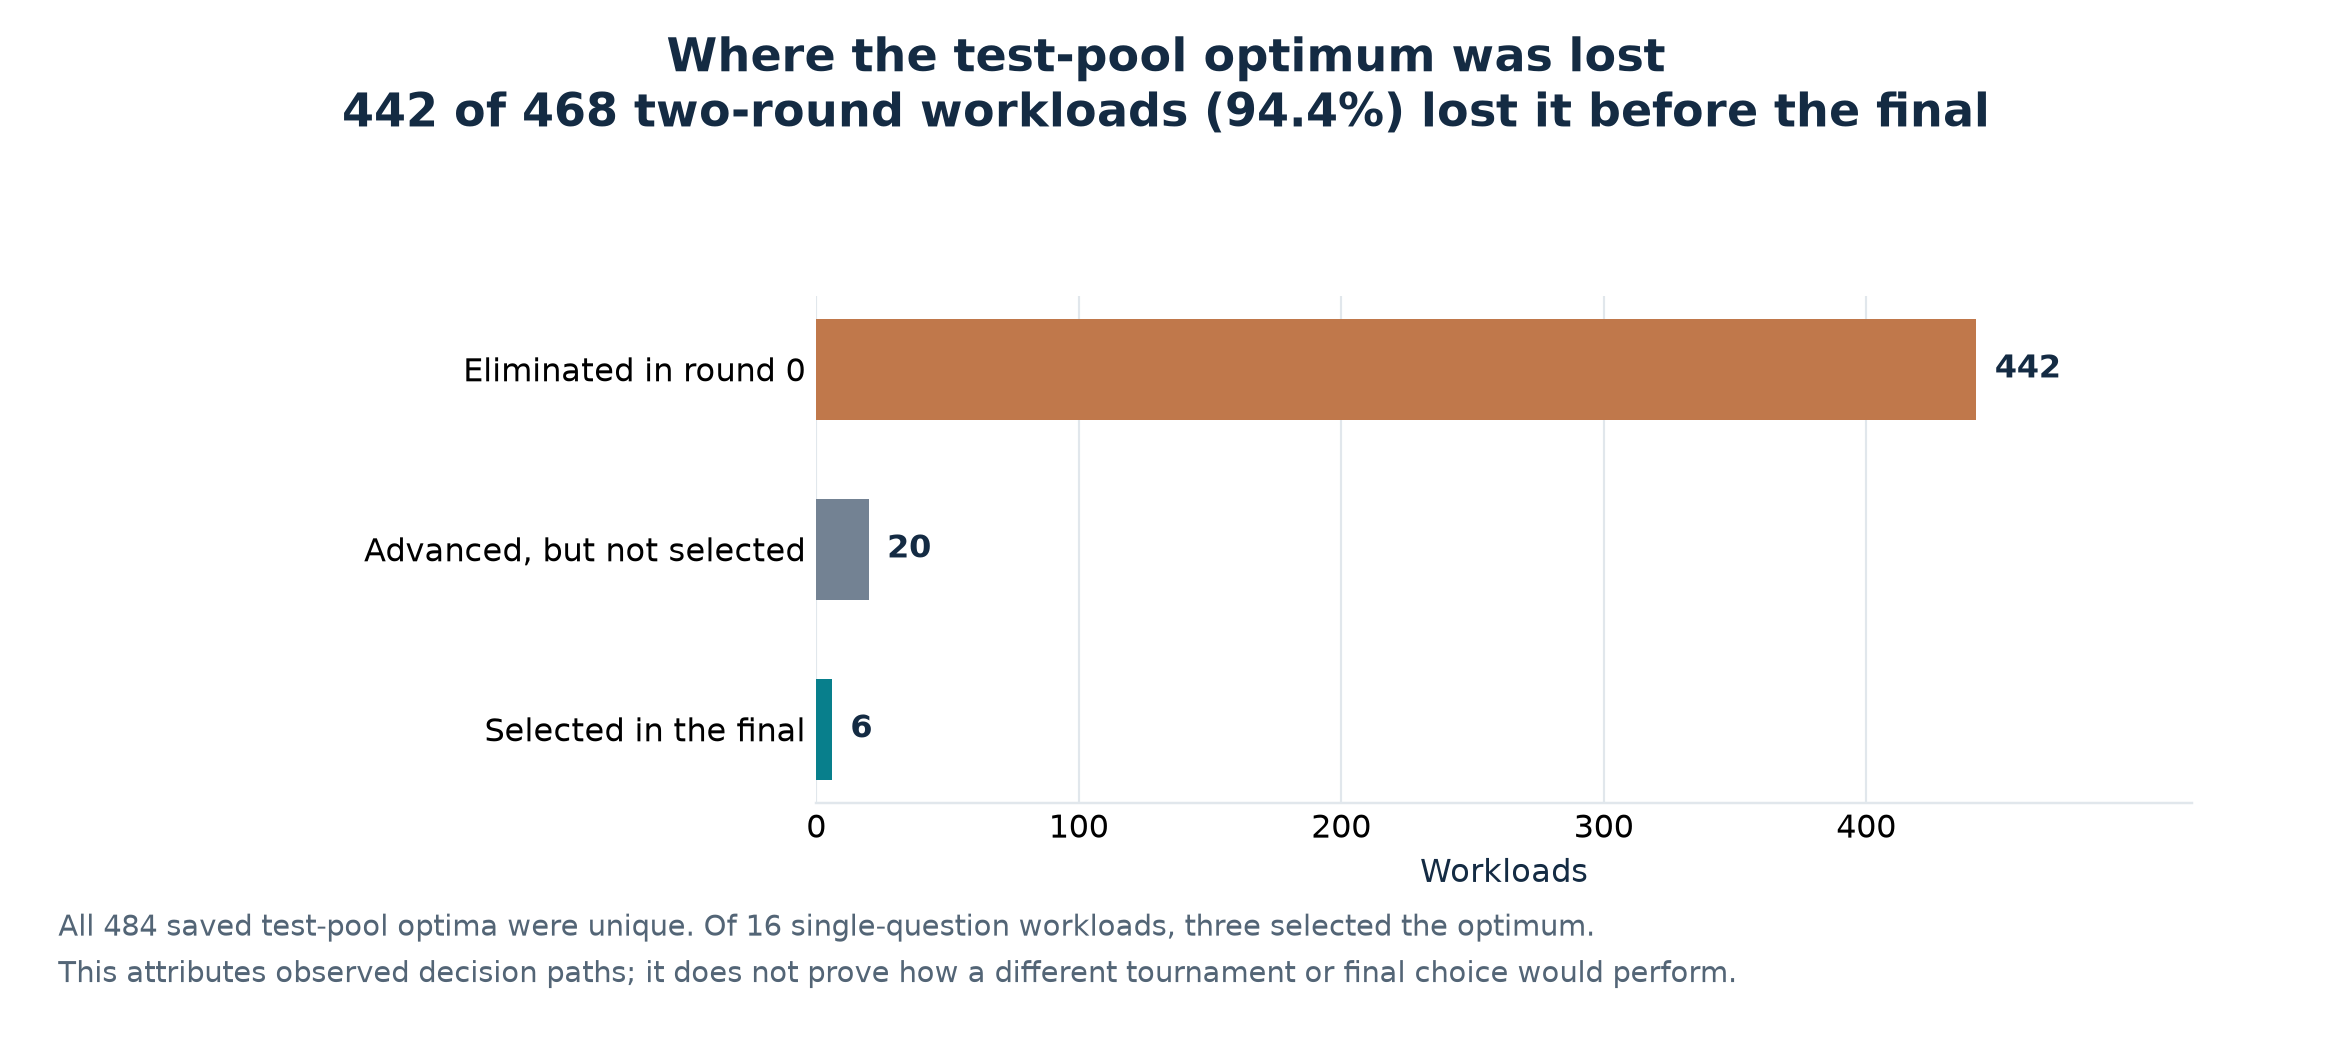 Where the test-pool optimum was lost
442 of 468 two-round workloads (94.4%) lost it before the final
Eliminated in round 0
442
Advanced, but not selected
20
Selected in the final
6
0
100
200
300
400
Workloads
All 484 saved test-pool optima were unique. Of 16 single-question workloads, three selected the optimum.
This attributes observed decision paths; it does not prove how a different tournament or final choice would perform.